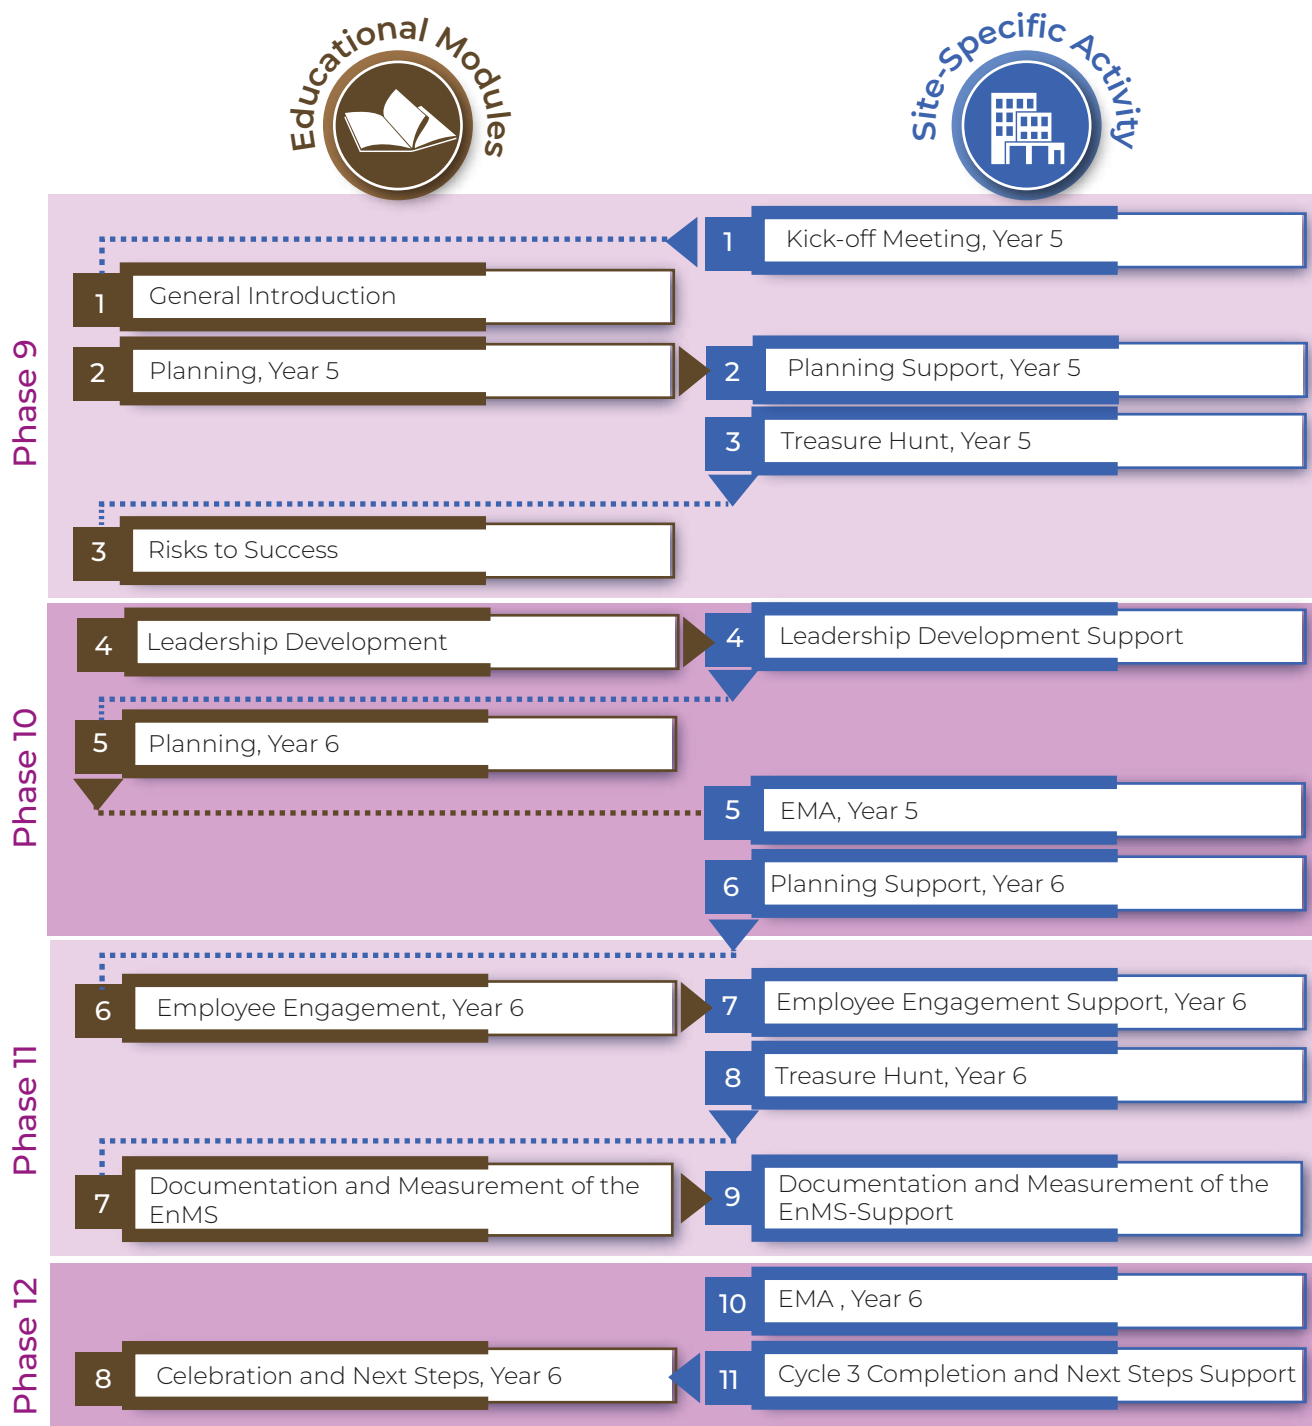 Educational Modules
Site-Specific Activity
Phase 9
1
Kick-off Meeting, Year 5
1
General Introduction
2
Planning, Year 5
2
Planning Support, Year 5
3
Treasure Hunt, Year 5
3
Risks to Success
Phase 10
4
Leadership Development
4
Leadership Development Support
5
Planning, Year 6
5
EMA, Year 5
6
Planning Support, Year 6
Phase 11
6
Employee Engagement, Year 6
7
Employee Engagement Support, Year 6
8
Treasure Hunt, Year 6
7
Documentation and Measurement of the
EnMS
9
Documentation and Measurement of the
EnMS-Support
Phase 12
10
EMA , Year 6
8
Celebration and Next Steps, Year 6
11
Cycle 3 Completion and Next Steps Support